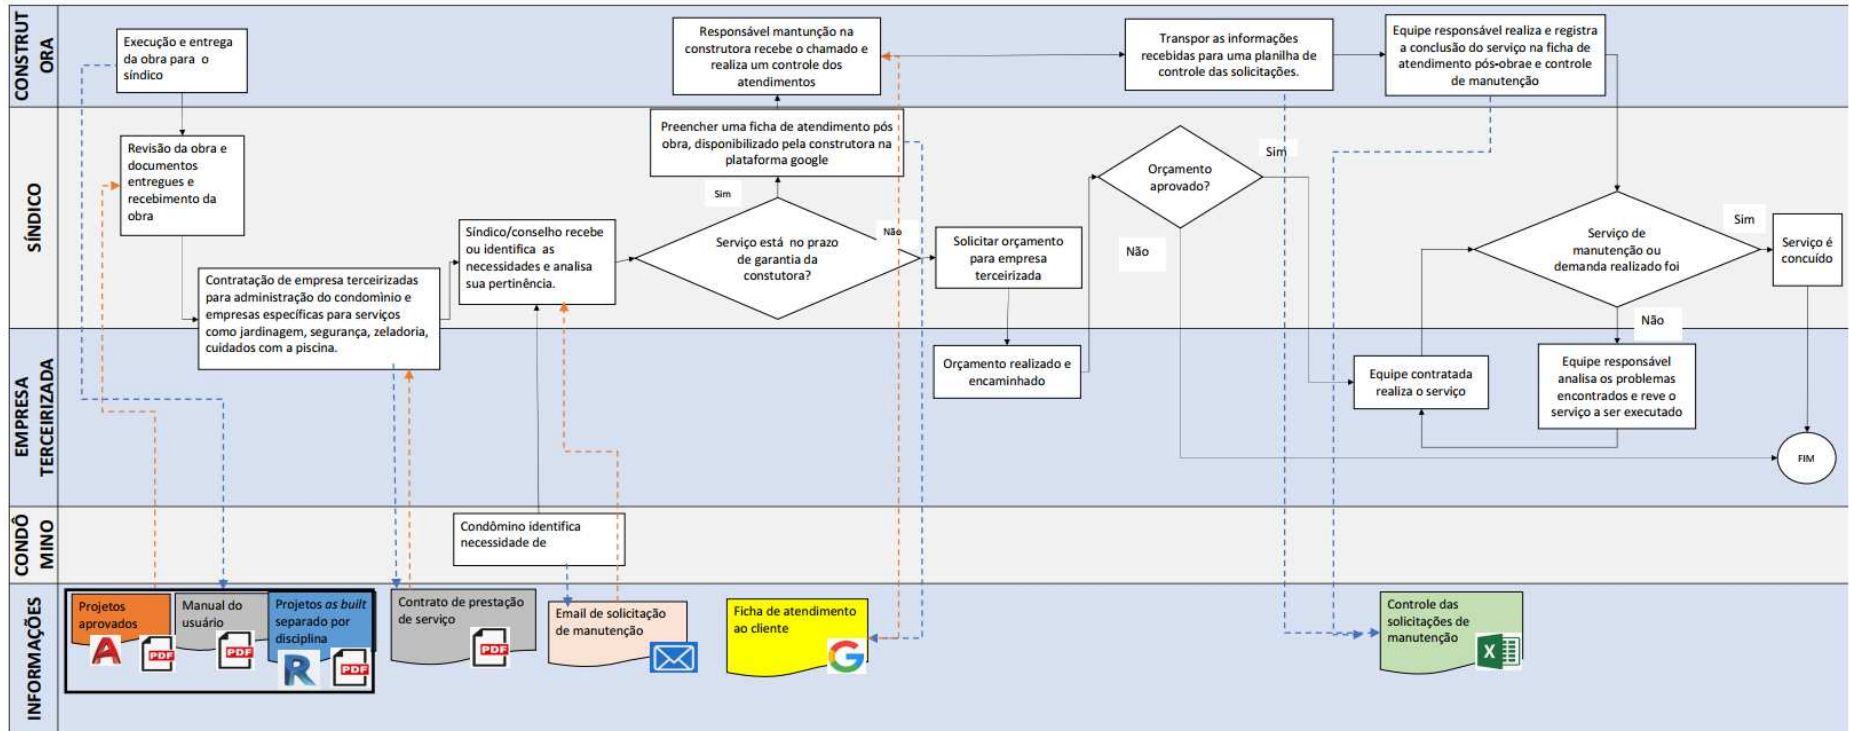 CONSTRUT
ORA
Execução e entrega
da obra para o
síndico
Responsável mantunção na
construtora recebe o chamado e
realiza um controle dos
atendimentos
Transpor as informações
recebidas para uma planilha de
controle das solicitações.
Equipe responsável realiza e registra
a conclusão do serviço na ficha de
atendimento pós-obrae e controle
de manutenção
SÍNDICO
Revisão da obra e
documentos
entregues e
recebimento da
obra
Contratação de empresa terceirizadas
para administração do condomìnio e
empresas específicas para serviços
como jardinagem, segurança, zeladoria,
cuidados com a piscina.
Síndico/conselho recebe
ou identifica as
necessidades e analisa
sua pertinência.
Preencher uma ficha de atendimento pós
obra, disponibilizado pela construtora na
plataforma google
Sim
Serviço está no prazo
de garantia da
constutora?
Não
Solicitar orçamento
para empresa
terceirizada
Orçamento
aprovado?
Sim
Não
Serviço de
manutenção ou
demanda realizado foi
Sim
Serviço é
concuído
Não
EMPRESA
TERCEIRIZADA
Orçamento realizado e
encaminhado
Equipe contratada
realiza o serviço
Equipe responsável
analisa os problemas
encontrados e reve o
serviço a ser executado
FIM
CONDÔ
MINO
Condômino identifica
necessidade de
INFORMAÇÕES
Projetos
aprovados
A
PDF
Manual do
usuário
PDF
Projetos as built
separado por
disciplina
R
PDF
Contrato de prestação
de serviço
PDF
Email de solicitação
de manutenção
Ficha de atendimento
ao cliente
G
Controle das
solicitações de
manutenção
X